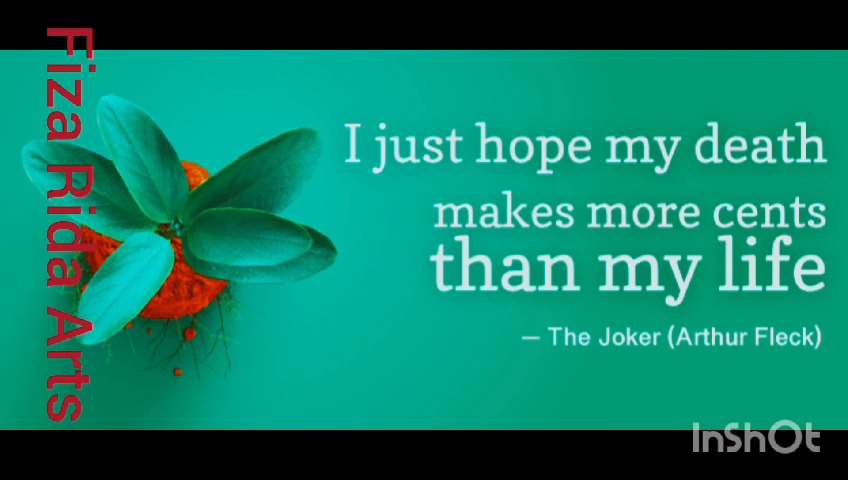 Fiza Rida Arts
I just hope my death
makes more cents
than my life
— The Joker (Arthur Fleck)
InShOt